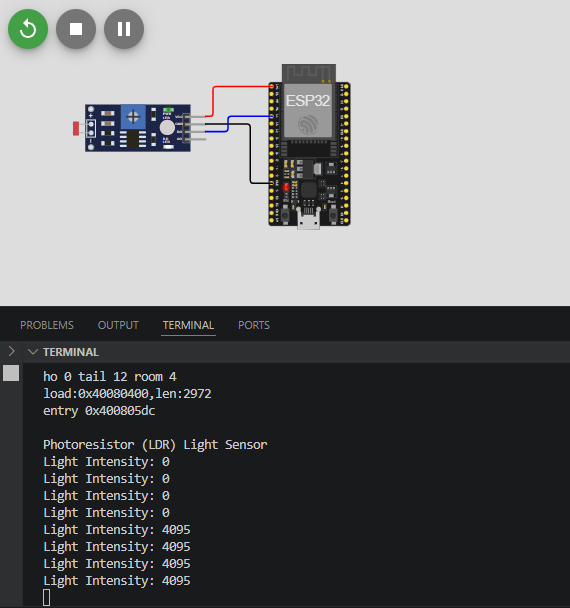 ESP32
PROBLEMS OUTPUT TERMINAL PORTS
TERMINAL
ho 0 tail 12 room 4
load:0x40080400,len:2972
entry 0x400805dc
Photoresistor (LDR) Light Sensor
Light Intensity: 0
Light Intensity: 0
Light Intensity: 0
Light Intensity: 0
Light Intensity: 4095
Light Intensity: 4095
Light Intensity: 4095
Light Intensity: 4095